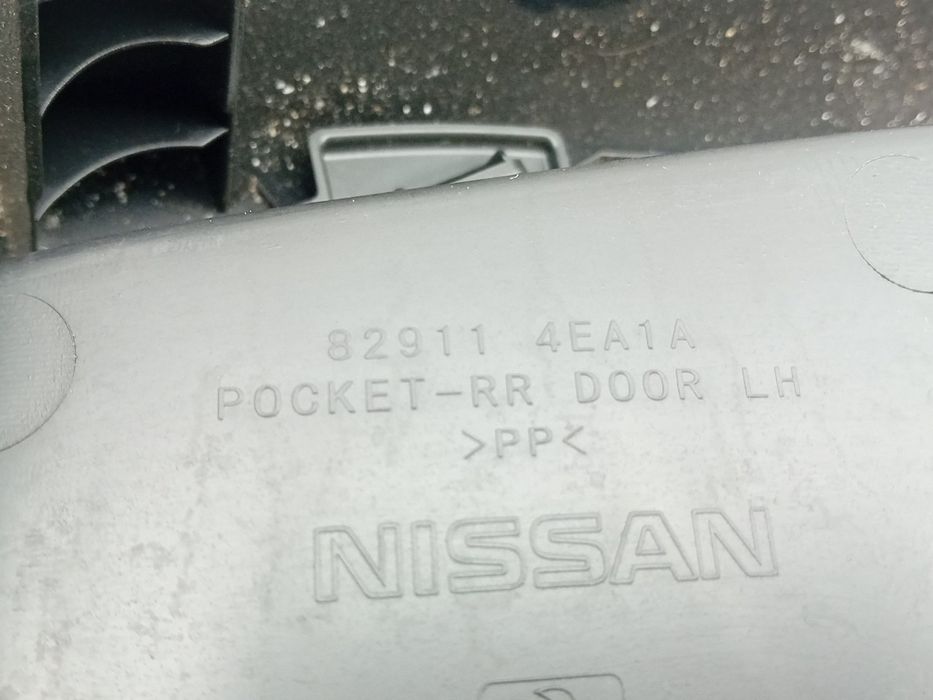 82911 4EA1A
POCKET-RR DOOR LH
>PP<
NISSAN